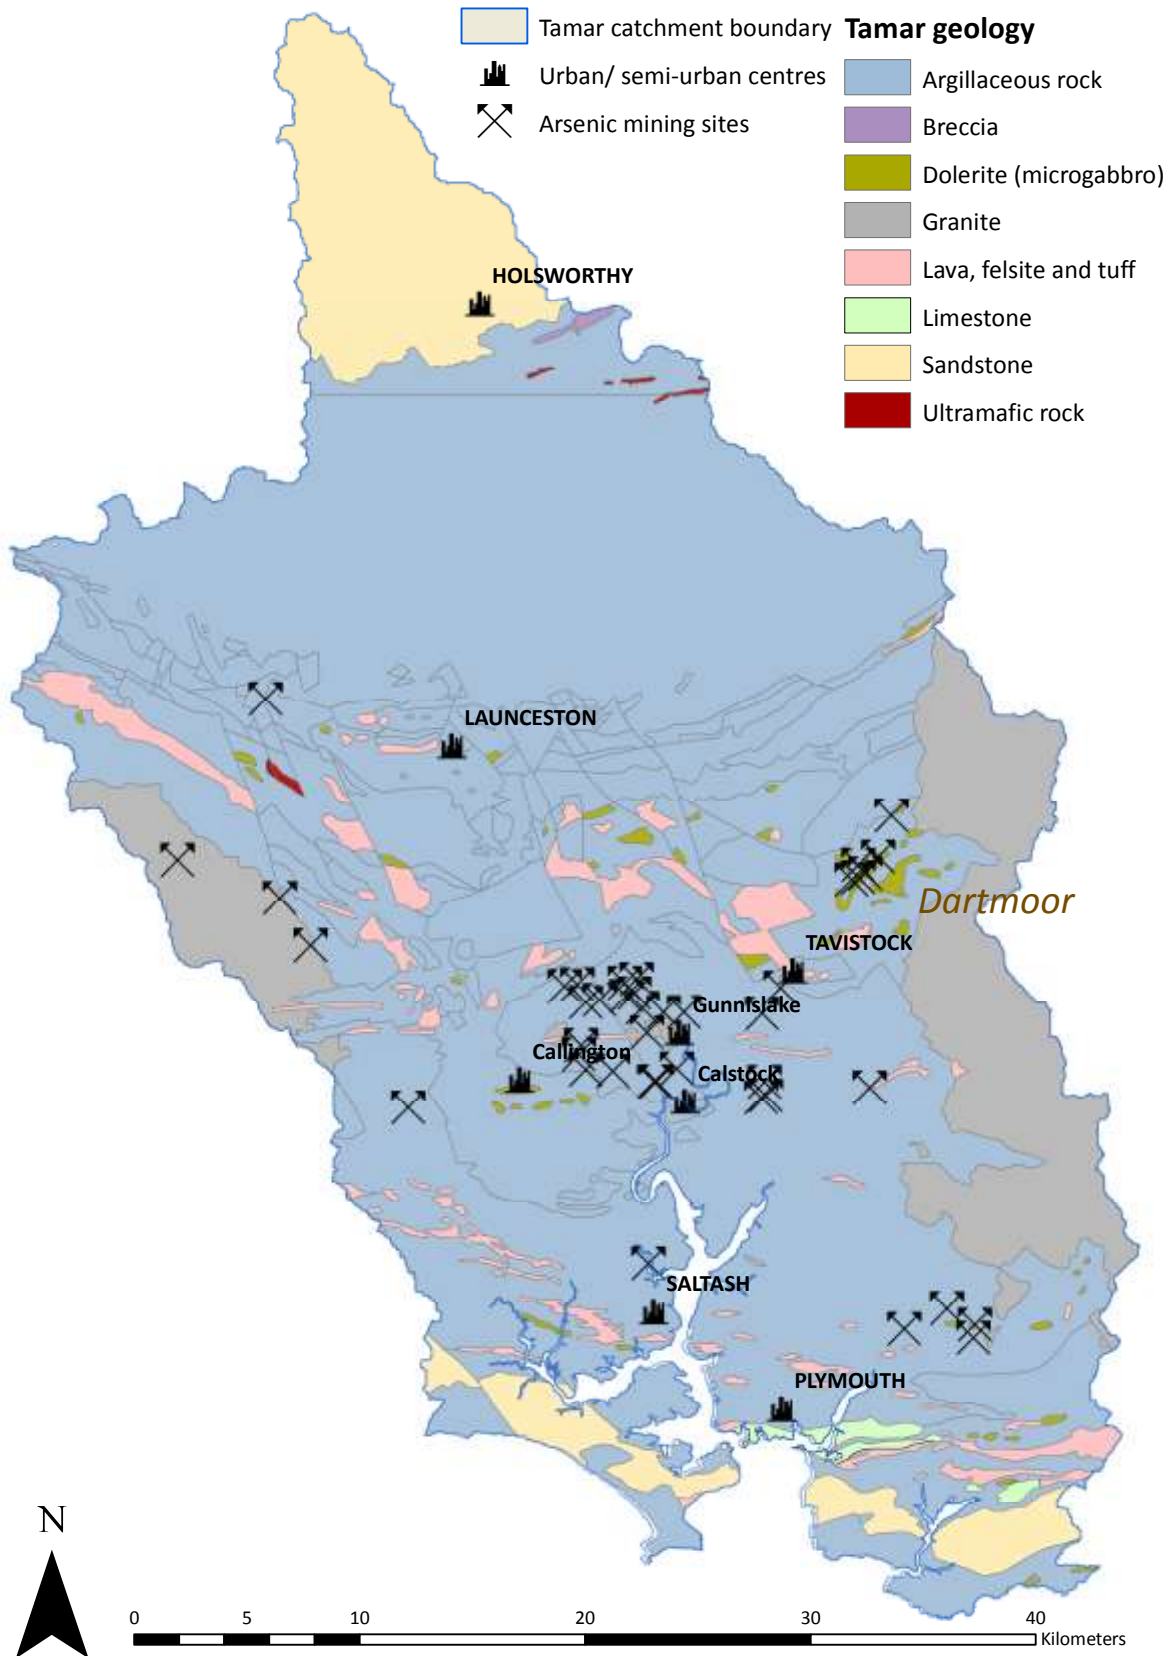 Tamar catchment boundary
Urban/ semi-urban centres
Arsenic mining sites
Tamar geology
Argillaceous rock
Breccia
Dolerite (microgabbro)
Granite
Lava, felsite and tuff
Limestone
Sandstone
Ultramafic rock
HOLSWORTHY
LAUNCESTON
Dartmoor
TAVISTOCK
Gunnislake
Callington
Calstock
SALTASH
PLYMOUTH
N
0 5 10 20 30 40
Kilometers